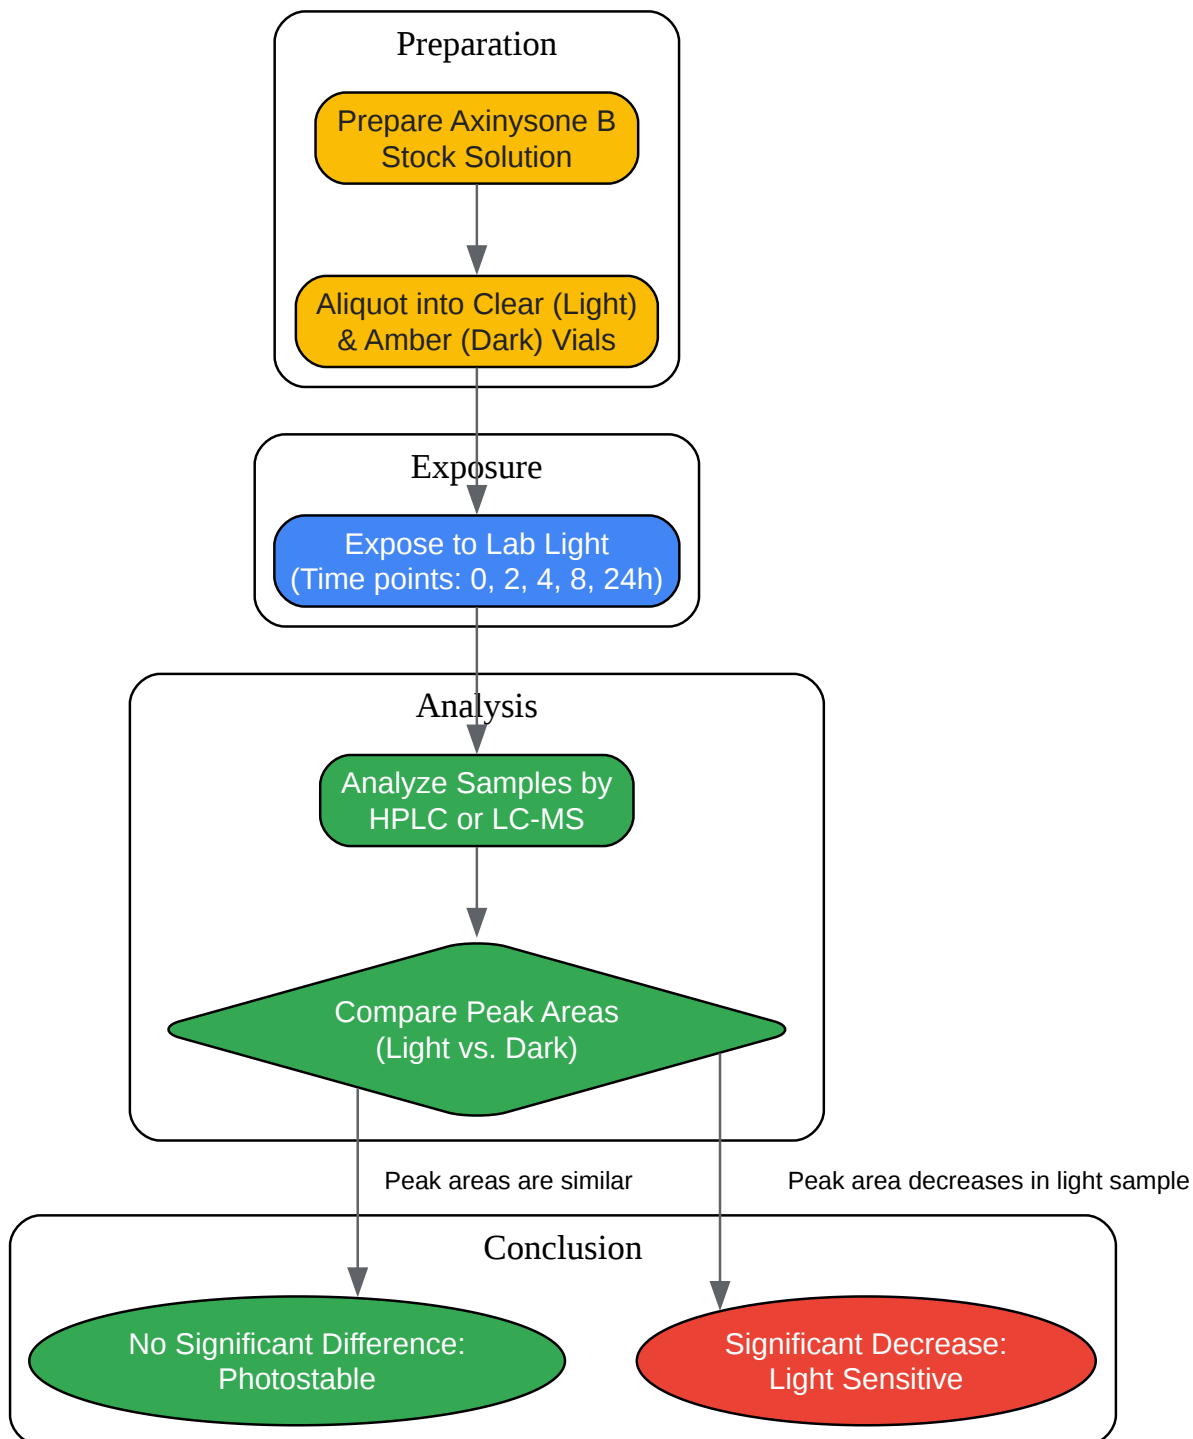 Preparation
Prepare Axinysone B
Stock Solution
Aliquot into Clear (Light)
& Amber (Dark) Vials
Exposure
Expose to Lab Light
(Time points: 0, 2, 4, 8, 24h)
Analysis
Analyze Samples by
HPLC or LC-MS
Compare Peak Areas
(Light vs. Dark)
Peak areas are similar
Peak area decreases in light sample
Conclusion
No Significant Difference:
Photostable
Significant Decrease:
Light Sensitive